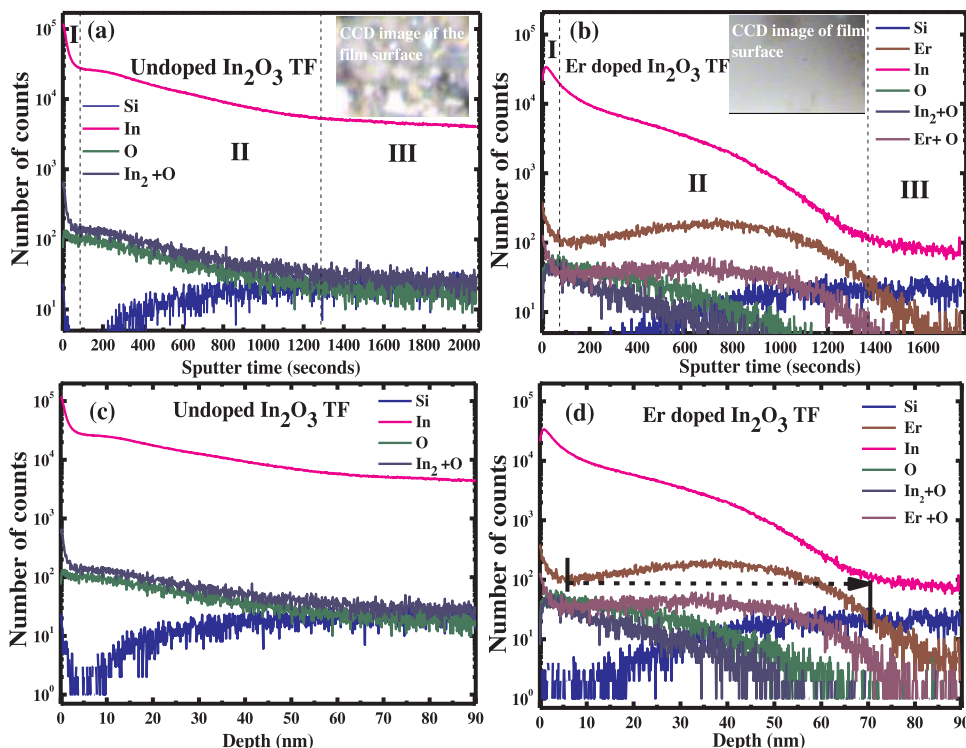 (a)
I
Undoped In₂O₃ TF
CCD image of the
film surface
Si
In
O
In₂ +O
II
III
Number of counts
10⁵
10⁴
10³
10²
10¹
0 200 400 600 800 1000 1200 1400 1600 1800 2000
Sputter time (seconds)
(b)
I
Er doped In₂O₃ TF
CCD image of film
surface
Si
Er
In
O
In₂+O
Er+ O
II
III
Number of counts
10⁵
10⁴
10³
10²
10¹
0 200 400 600 800 1000 1200 1400 1600
Sputter time (seconds)
(c)
Undoped In₂O₃ TF
Si
In
O
In₂ +O
Number of counts
10⁵
10⁴
10³
10²
10¹
10⁰
0 10 20 30 40 50 60 70 80 90
Depth (nm)
(d)
Er doped In₂O₃ TF
Si
Er
In
O
In₂+O
Er +O
Number of counts
10⁵
10⁴
10³
10²
10¹
10⁰
0 10 20 30 40 50 60 70 80 90
Depth (nm)